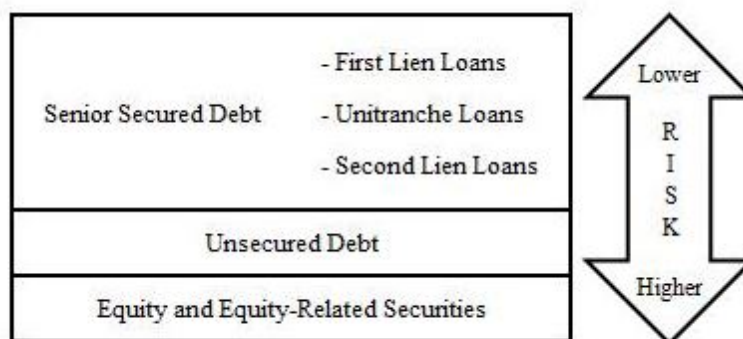 - First Lien Loans
Senior Secured Debt - Unitranche Loans
- Second Lien Loans
Unsecured Debt
Equity and Equity-Related Securities
Lower
R
I
S
K
Higher